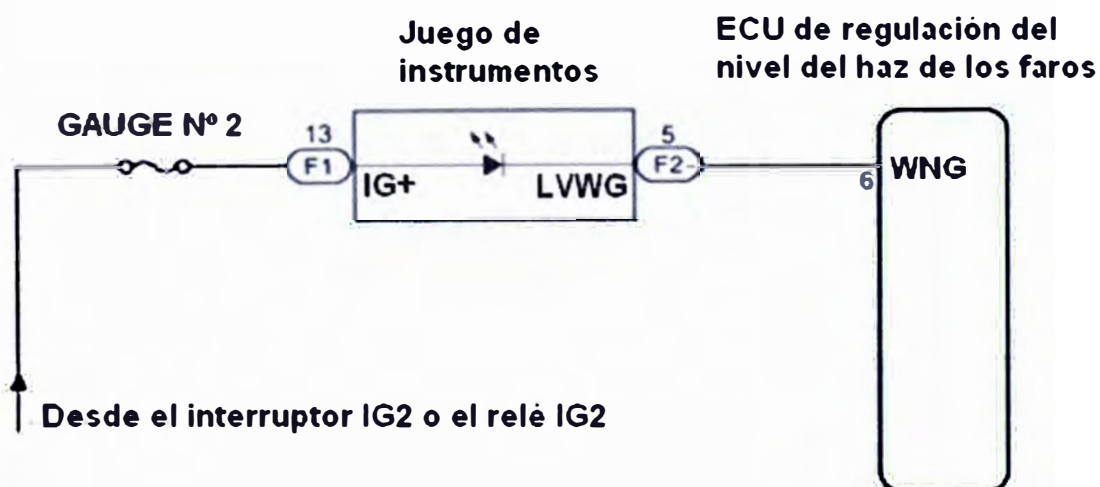 Juego de
instrumentos
ECU de regulación del
nivel del haz de los faros
GAUGE Nº 2
13
F1
IG+
LVWG
5
F2
6
WNG
Desde el interruptor IG2 o el relé IG2